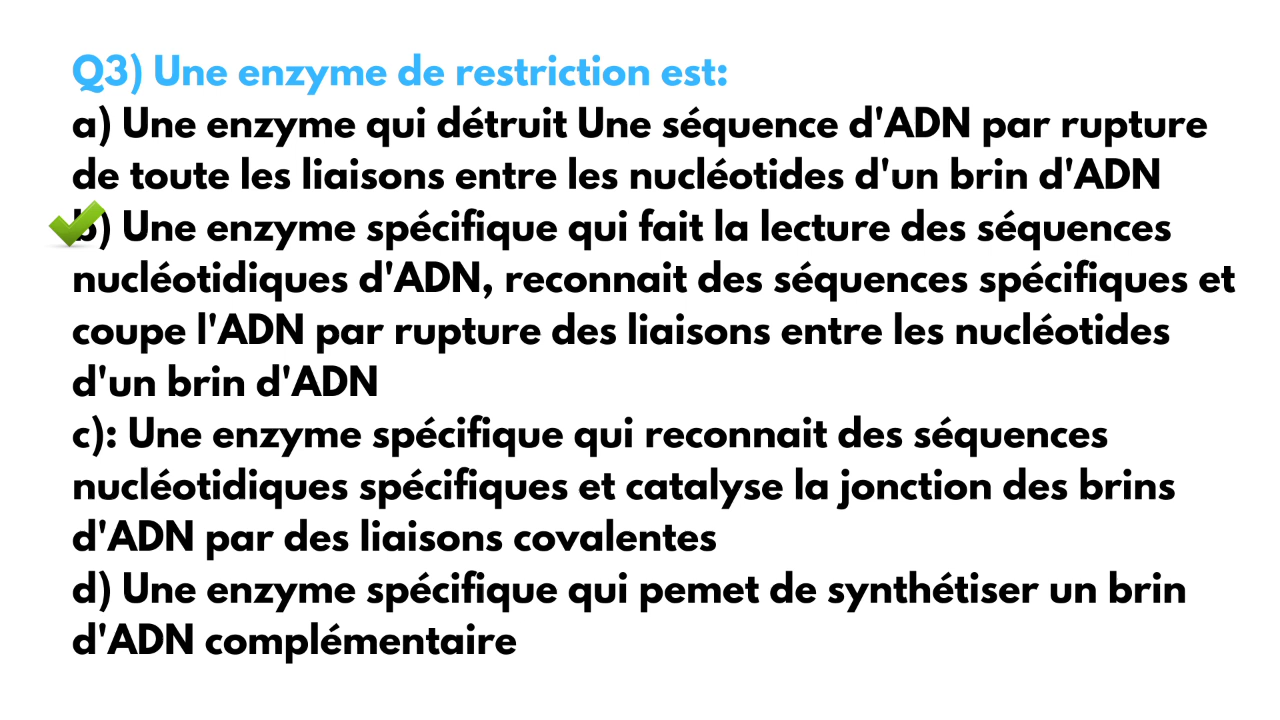 Q3) Une enzyme de restriction est:
a) Une enzyme qui détruit Une séquence d'ADN par rupture
de toute les liaisons entre les nucléotides d'un brin d'ADN
b) Une enzyme spécifique qui fait la lecture des séquences
nucléotidiques d'ADN, reconnait des séquences spécifiques et
coupe l'ADN par rupture des liaisons entre les nucléotides
d'un brin d'ADN
c): Une enzyme spécifique qui reconnait des séquences
nucléotidiques spécifiques et catalyse la jonction des brins
d'ADN par des liaisons covalentes
d) Une enzyme spécifique qui pemet de synthétiser un brin
d'ADN complémentaire